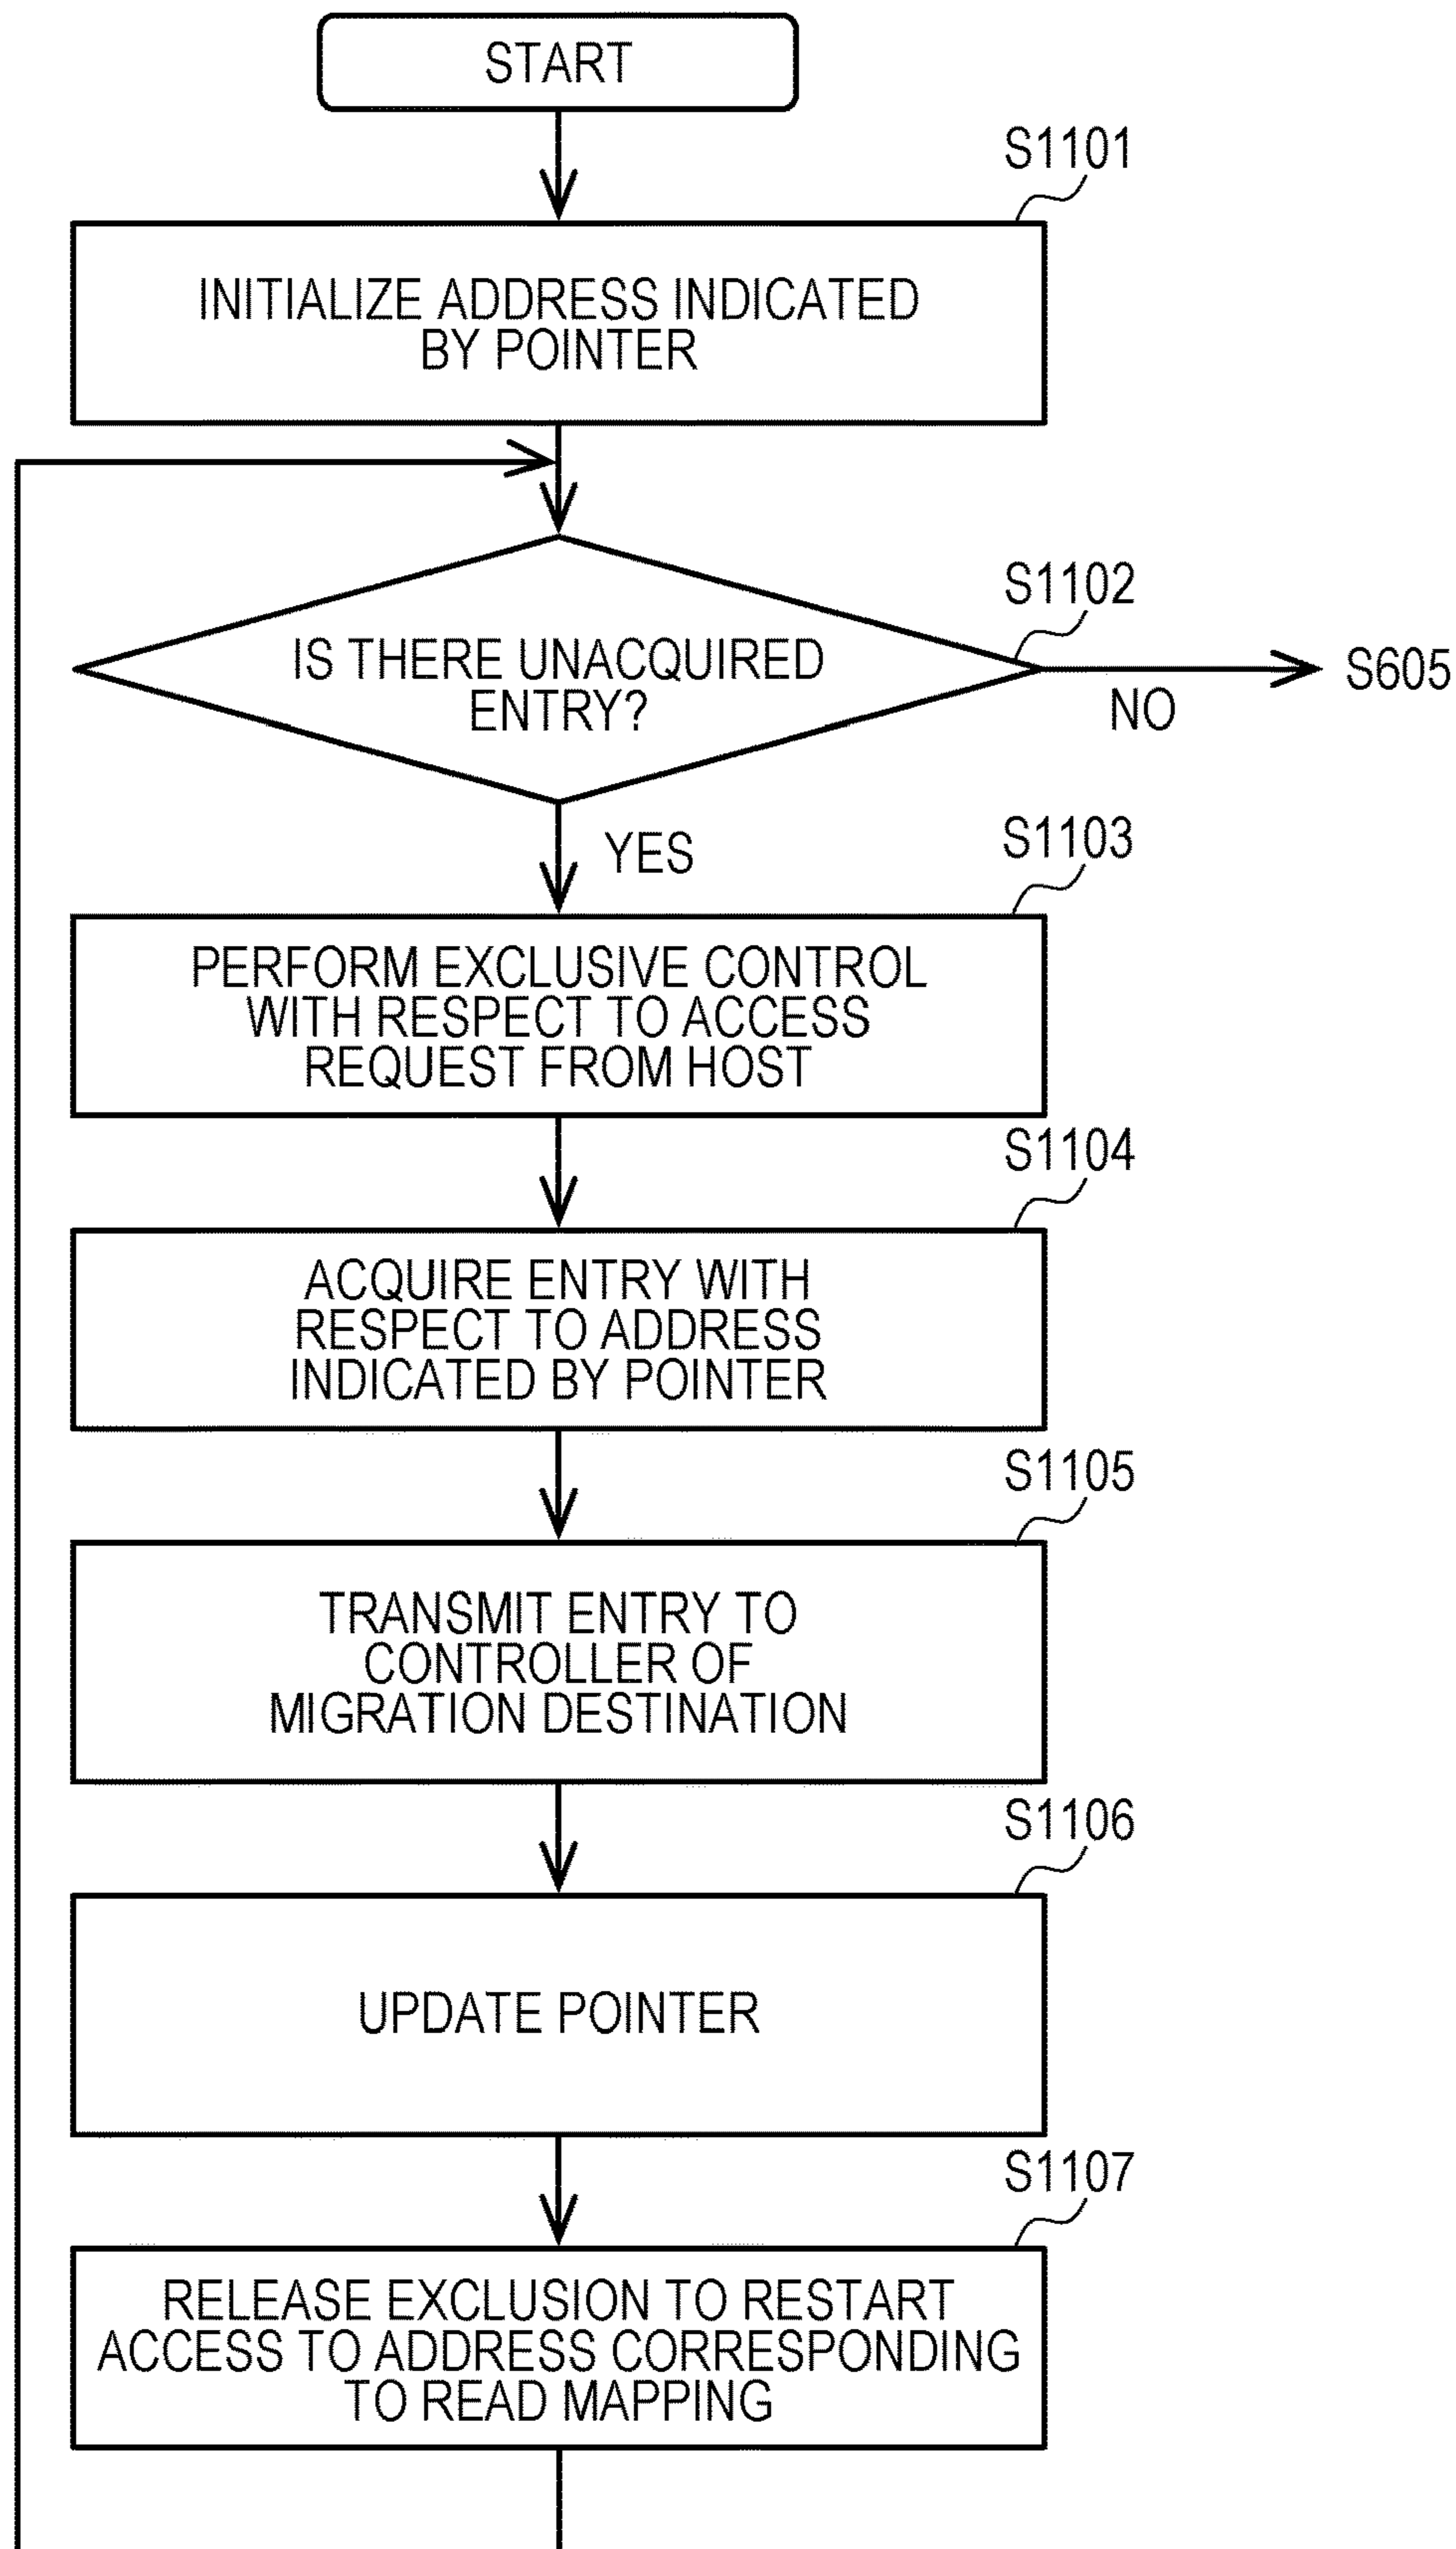 START
S1101
INITIALIZE ADDRESS INDICATED
BY POINTER
S1102
IS THERE UNACQUIRED
ENTRY?
S605
NO
YES
S1103
PERFORM EXCLUSIVE CONTROL
WITH RESPECT TO ACCESS
REQUEST FROM HOST
S1104
ACQUIRE ENTRY WITH
RESPECT TO ADDRESS
INDICATED BY POINTER
S1105
TRANSMIT ENTRY TO
CONTROLLER OF
MIGRATION DESTINATION
S1106
UPDATE POINTER
S1107
RELEASE EXCLUSION TO RESTART
ACCESS TO ADDRESS CORRESPONDING
TO READ MAPPING